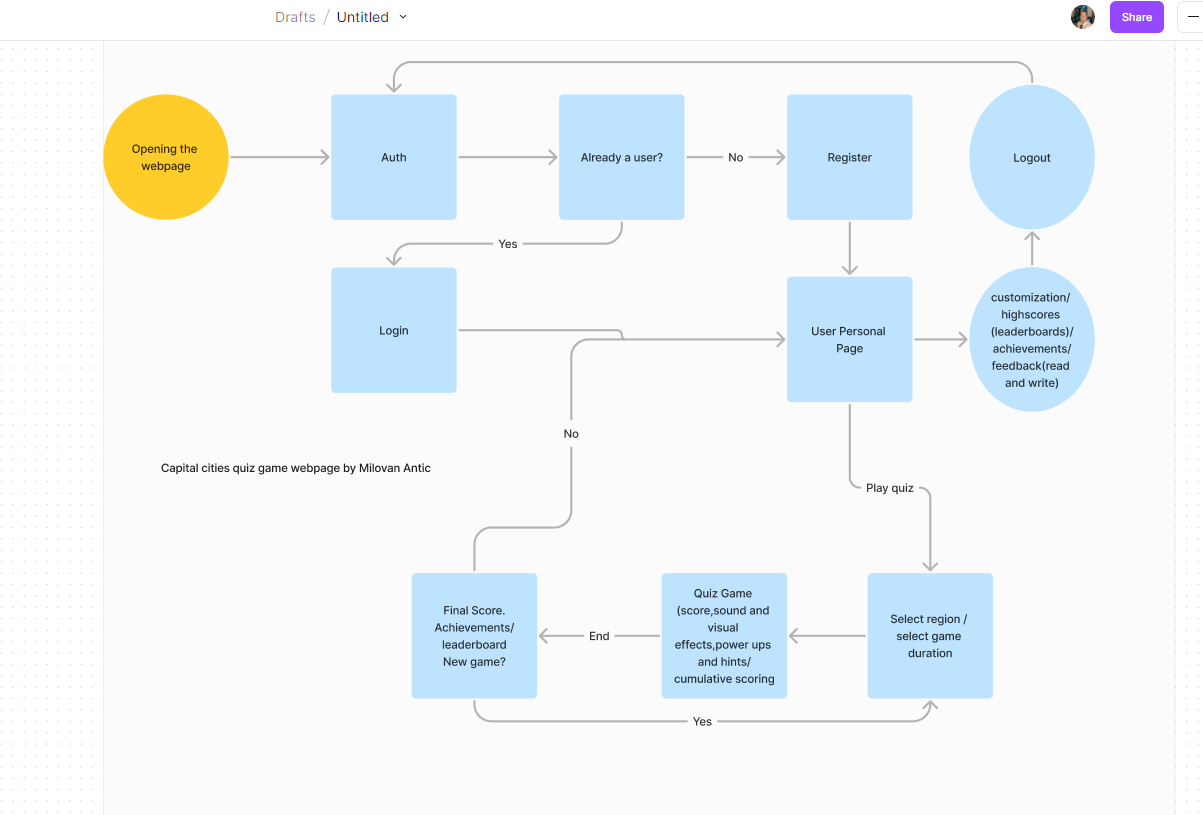 Drafts / Untitled
Share
Opening the
webpage
Auth
Already a user?
No
Register
Logout
Yes
Login
User Personal
Page
customization/
highscores
(leaderboards)/
achievements/
feedback(read
and write)
No
Capital cities quiz game webpage by Milovan Antic
Play quiz
Final Score.
Achievements/
leaderboard
New game?
End
Quiz Game
(score,sound and
visual
effects,power ups
and hints/
cumulative scoring
Select region /
select game
duration
Yes